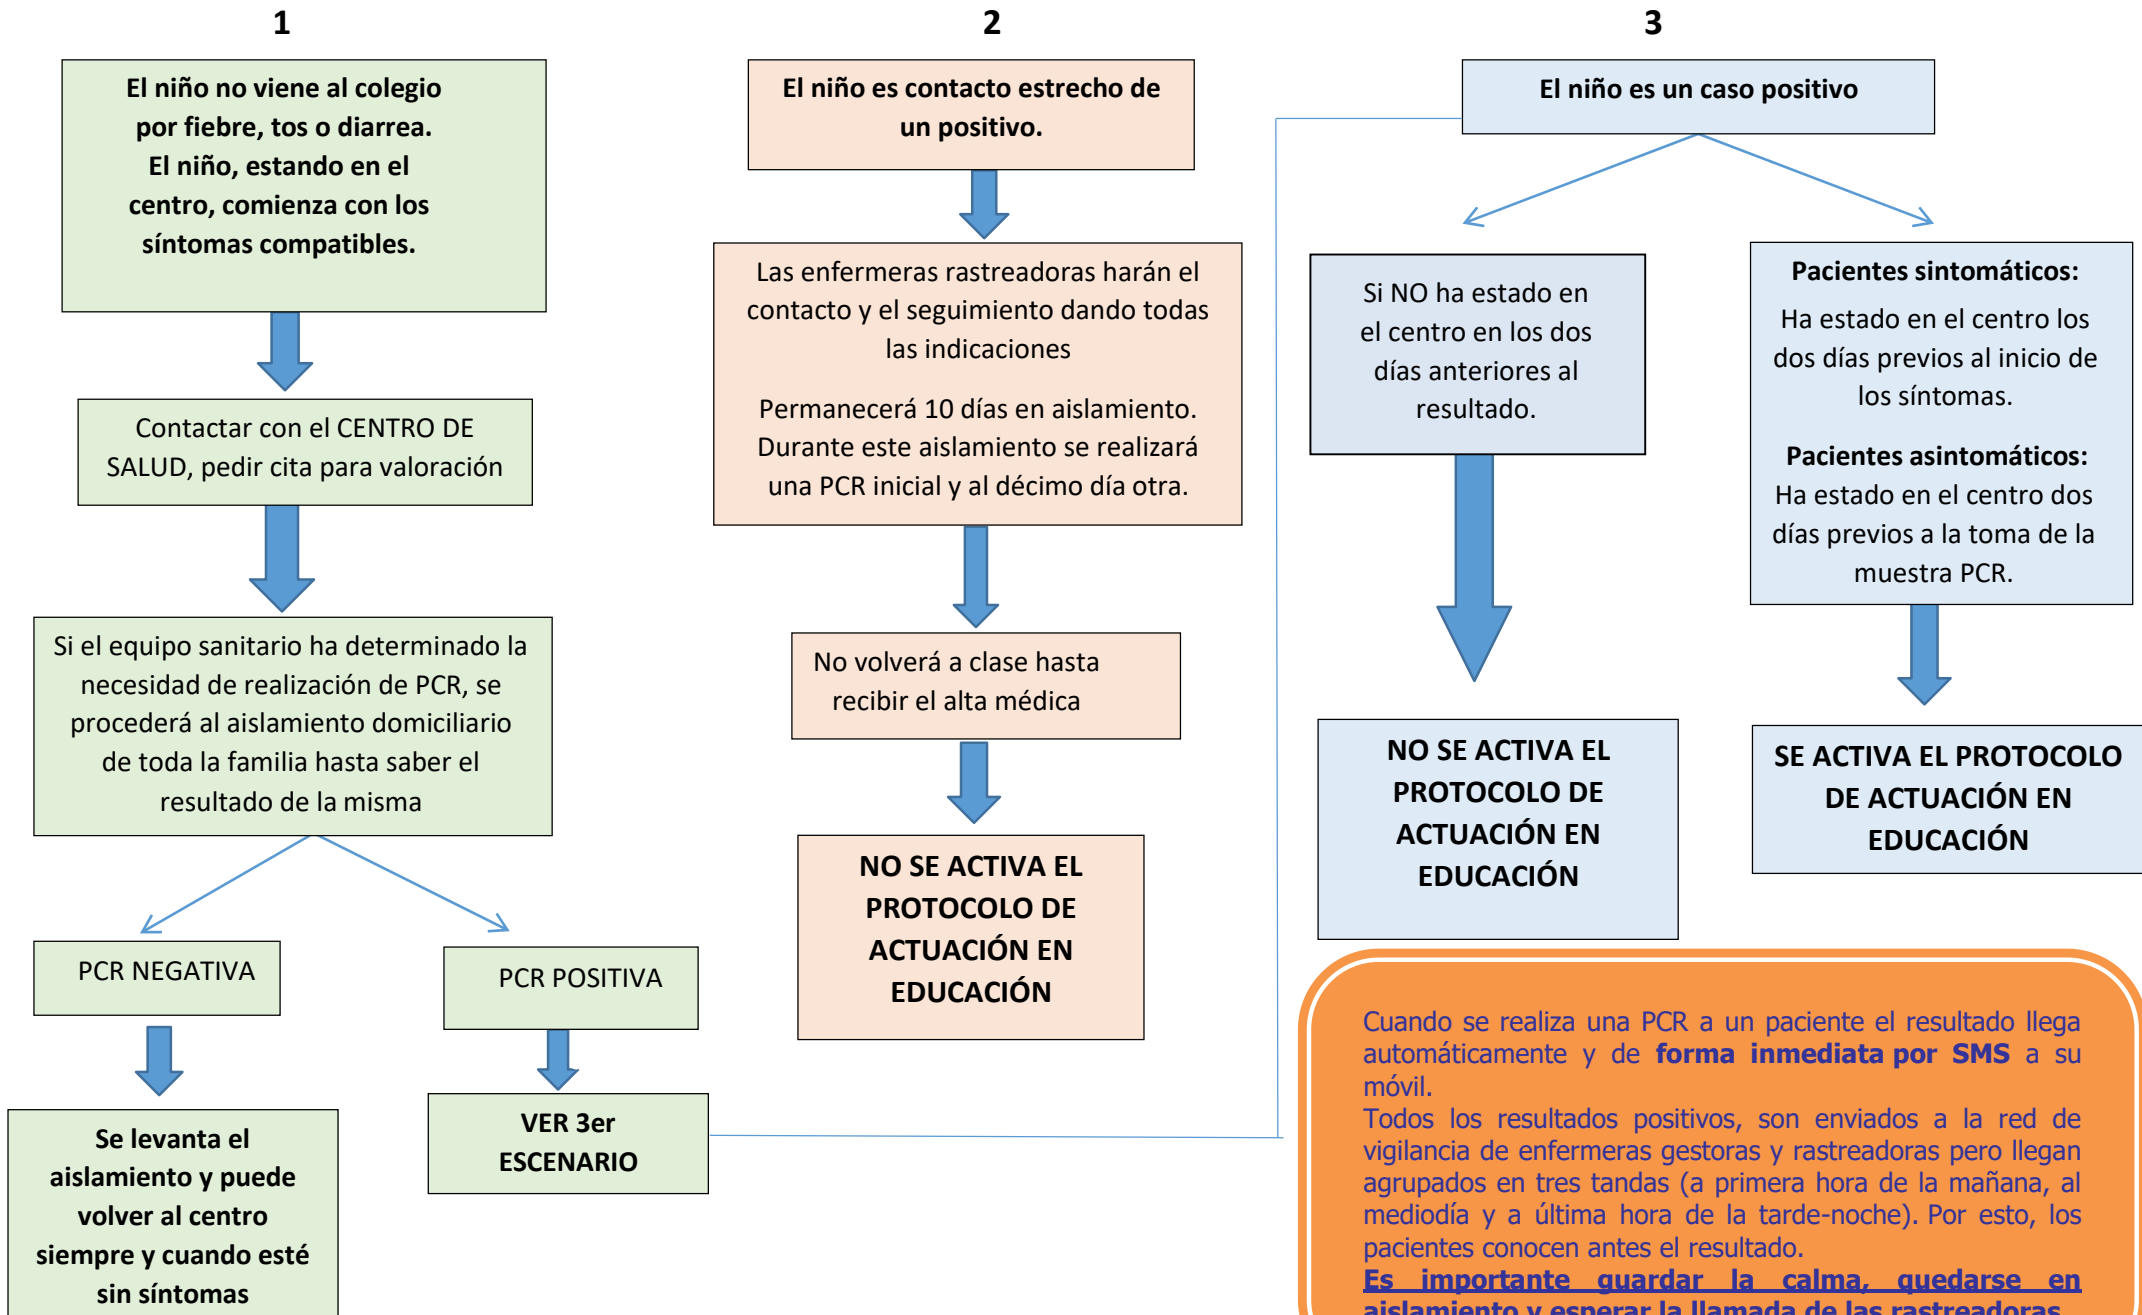 1
El niño no viene al colegio
por fiebre, tos o diarrea.
El niño, estando en el
centro, comienza con los
síntomas compatibles.
Contactar con el CENTRO DE
SALUD, pedir cita para valoración
Si el equipo sanitario ha determinado la
necesidad de realización de PCR, se
procederá al aislamiento domiciliario
de toda la familia hasta saber el
resultado de la misma
PCR NEGATIVA
PCR POSITIVA
Se levanta el
aislamiento y puede
volver al centro
siempre y cuando esté
sin síntomas
VER 3er
ESCENARIO
2
El niño es contacto estrecho de
un positivo.
Las enfermeras rastreadoras harán el
contacto y el seguimiento dando todas
las indicaciones
Permanecerá 10 días en aislamiento.
Durante este aislamiento se realizará
una PCR inicial y al décimo día otra.
No volverá a clase hasta
recibir el alta médica
NO SE ACTIVA EL
PROTOCOLO DE
ACTUACIÓN EN
EDUCACIÓN
3
El niño es un caso positivo
Si NO ha estado en
el centro en los dos
días anteriores al
resultado.
NO SE ACTIVA EL
PROTOCOLO DE
ACTUACIÓN EN
EDUCACIÓN
Pacientes sintomáticos:
Ha estado en el centro los
dos días previos al inicio de
los síntomas.
Pacientes asintomáticos:
Ha estado en el centro dos
días previos a la toma de la
muestra PCR.
SE ACTIVA EL PROTOCOLO
DE ACTUACIÓN EN
EDUCACIÓN
Cuando se realiza una PCR a un paciente el resultado llega
automáticamente y de forma inmediata por SMS a su
móvil.
Todos los resultados positivos, son enviados a la red de
vigilancia de enfermeras gestoras y rastreadoras pero llegan
agrupados en tres tandas (a primera hora de la mañana, al
mediodía y a última hora de la tarde-noche). Por esto, los
pacientes conocen antes el resultado.
Es importante guardar la calma, quedarse en
aislamiento y esperar la llamada de las rastreadoras